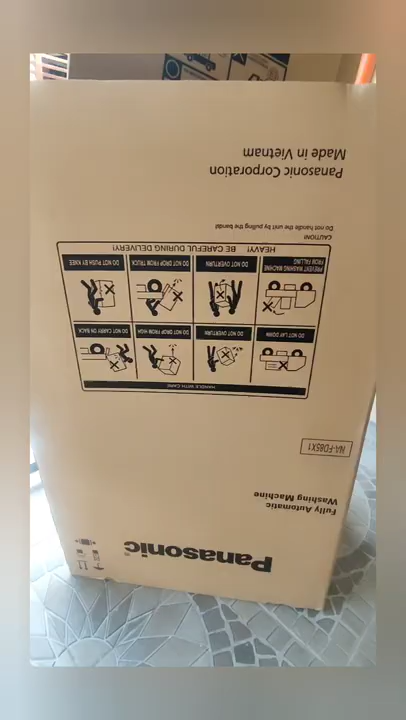 Panasonic
Fully Automatic
Washing Machine
NA-FD85X1
HANDLE WITH CARE
DO NOT LAY DOWN
DO NOT OVERTURN
DO NOT DROP FROM HIGH
DO NOT CARRY ON BACK
PREVENT WASHING MACHINE
FROM FALLING
DO NOT OVERTURN
DO NOT DROP FROM TRUCK
DO NOT PUSH BY KNEE
HEAVY! BE CAREFUL DURING DELIVERY!
CAUTION!
Do not handle the unit by pulling the band!
Panasonic Corporation
Made in Vietnam